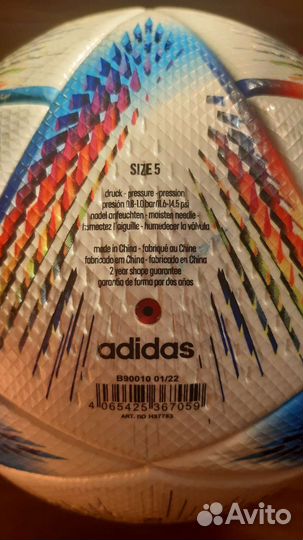 SIZE 5
druck - pressure - pression
presión 0.8-1.0 bar/11.6-14.5 psi
nadel anfeuchten - moisten needle -
humectez l'aiguille - humedecer la válvula
made in China - fabriqué au Chine
fabricado em China - fabricado en China
2 year shape guarantee
garantia de forma por dos años
adidas
B90010 01/22
4 065425 367059
ART. no H57783
Avito